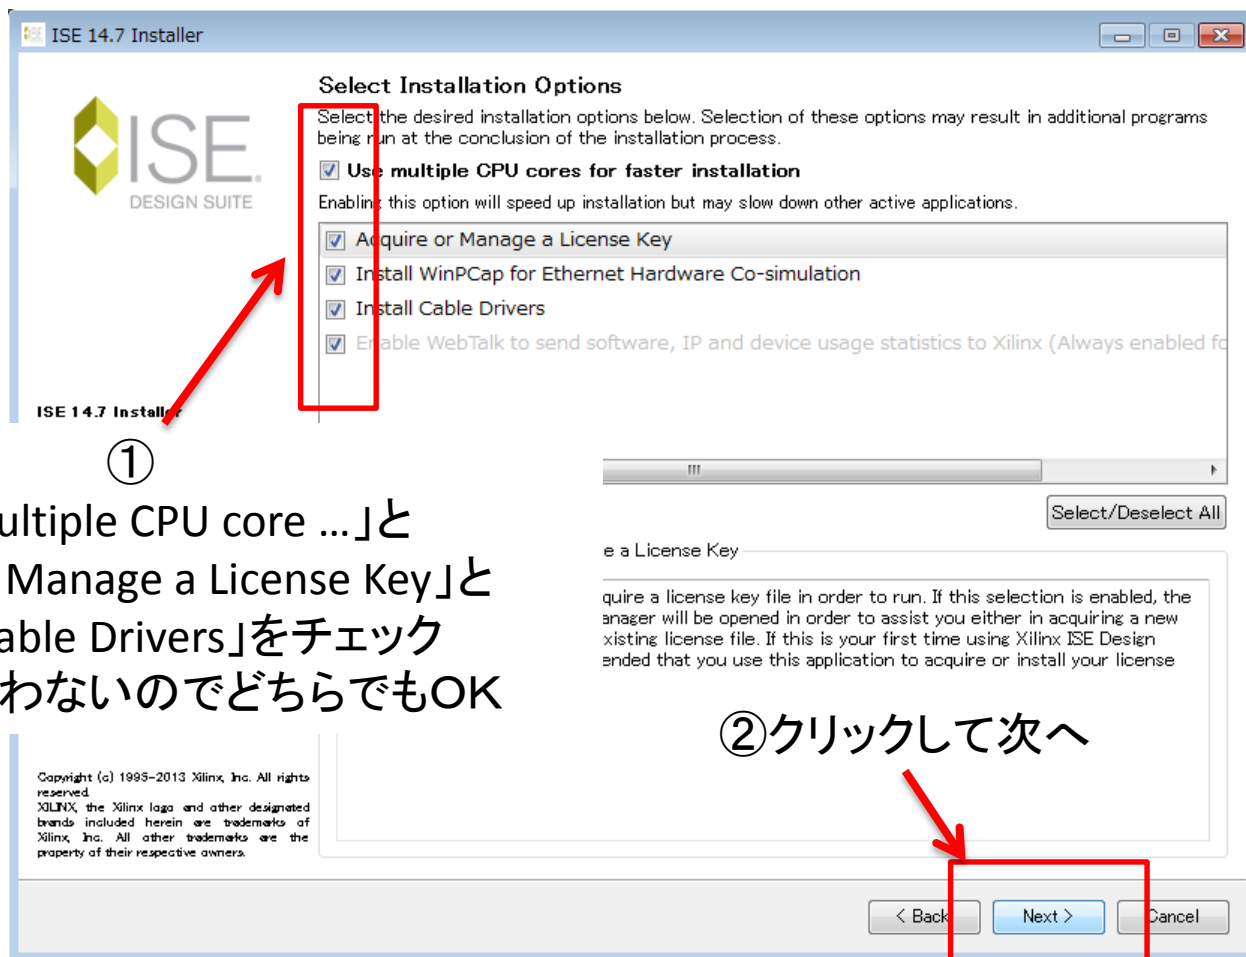 ISE 14.7 Installer
ISE
DESIGN SUITE
Select Installation Options
Select the desired installation options below. Selection of these options may result in additional programs
being run at the conclusion of the installation process.
Use multiple CPU cores for faster installation
Enabling this option will speed up installation but may slow down other active applications.
Acquire or Manage a License Key
Install WinPCap for Ethernet Hardware Co-simulation
Install Cable Drivers
Enable WebTalk to send software, IP and device usage statistics to Xilinx (Always enabled fo
ISE 14.7 Installer
①
ultiple CPU core ...」と
Manage a License Key」と
able Drivers」をチェック
わないのでどちらでもOK
Select/Deselect All
e a License Key
quire a license key file in order to run. If this selection is enabled, the
anager will be opened in order to assist you either in acquiring a new
xisting license file. If this is your first time using Xilinx ISE Design
ended that you use this application to acquire or install your license
②クリックして次へ
Copyright (c) 1995-2013 Xilinx, Inc. All rights
reserved.
XILINX, the Xilinx logo and other designated
brands included herein are trademarks of
Xilinx, Inc. All other trademarks are the
property of their respective owners.
< Back
Next >
Cancel